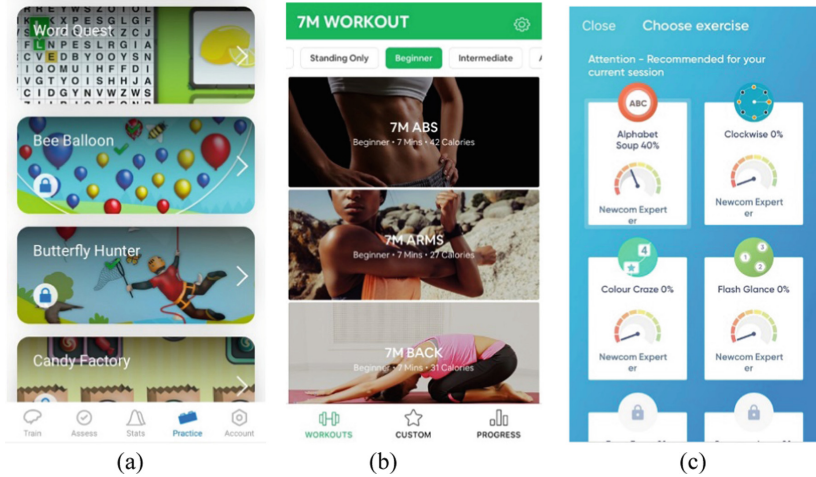 Word Quest
Bee Balloon
Butterfly Hunter
Candy Factory
Train
Assess
Stats
Practice
Account
(a)
7M WORKOUT
Standing Only
Beginner
Intermediate
7M ABS
Beginner • 7 Mins • 42 Calories
7M ARMS
Beginner • 7 Mins • 27 Calories
7M BACK
Beginner • 7 Mins • 31 Calories
WORKOUTS
CUSTOM
PROGRESS
(b)
Close
Choose exercise
Attention - Recommended for your
current session
ABC
Alphabet
Soup 40%
Newcom Expert
er
Clockwise 0%
Newcom Expert
er
4
Colour Craze 0%
Newcom Expert
er
1
2
3
Flash Glance 0%
Newcom Expert
er
(c)